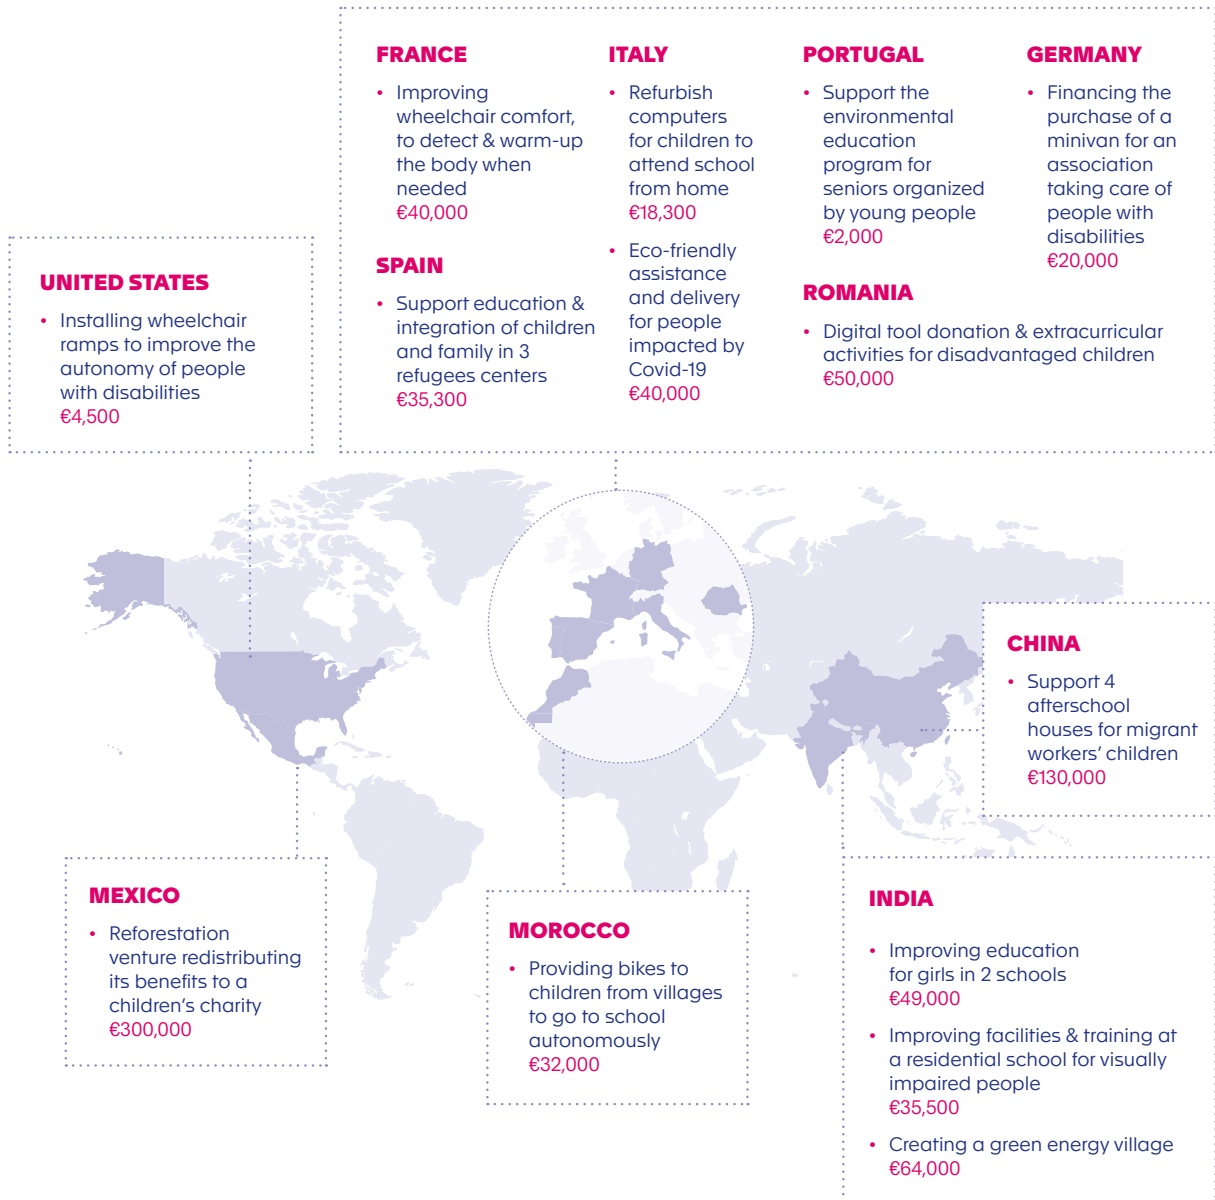 FRANCE
• Improving
wheelchair comfort,
to detect & warm-up
the body when
needed
€40,000
SPAIN
• Support education &
integration of children
and family in 3
refugees centers
€35,300
ITALY
• Refurbish
computers
for children to
attend school
from home
€18,300
• Eco-friendly
assistance
and delivery
for people
impacted by
Covid-19
€40,000
PORTUGAL
• Support the
environmental
education
program for
seniors organized
by young people
€2,000
GERMANY
• Financing the
purchase of a
minivan for an
association
taking care of
people with
disabilities
€20,000
ROMANIA
• Digital tool donation & extracurricular
activities for disadvantaged children
€50,000
UNITED STATES
• Installing wheelchair
ramps to improve the
autonomy of people
with disabilities
€4,500
CHINA
• Support 4
afterschool
houses for migrant
workers’ children
€130,000
MEXICO
• Reforestation
venture redistributing
its benefits to a
children’s charity
€300,000
MOROCCO
• Providing bikes to
children from villages
to go to school
autonomously
€32,000
INDIA
• Improving education
for girls in 2 schools
€49,000
• Improving facilities & training at
a residential school for visually
impaired people
€35,500
• Creating a green energy village
€64,000